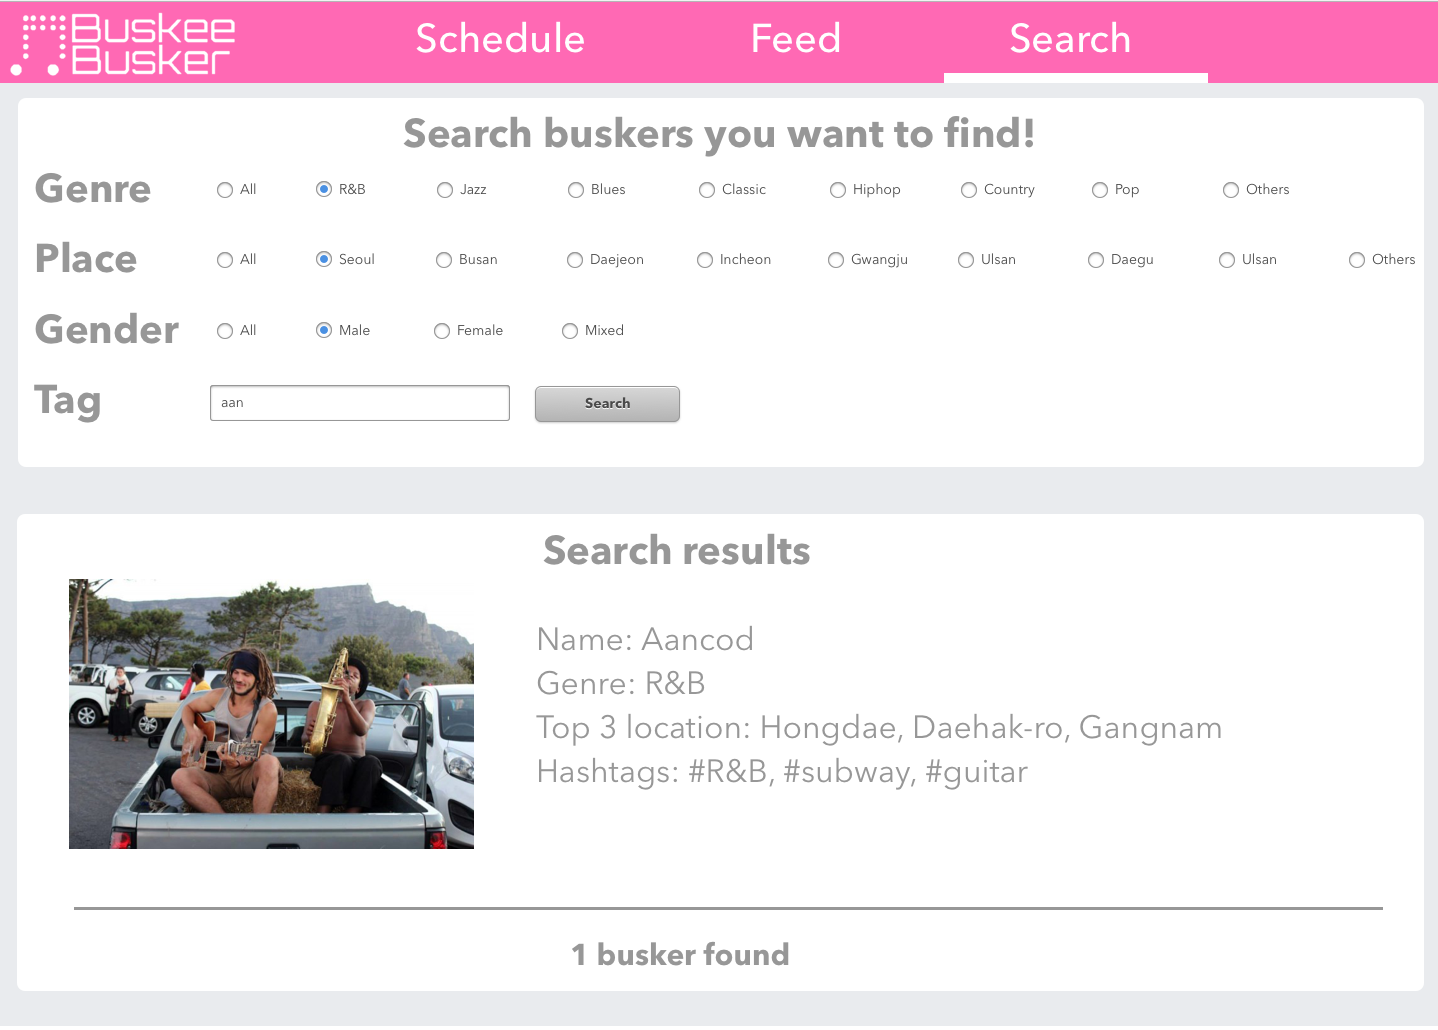 Buskee
Busker
Schedule Feed Search
Search buskers you want to find!
Genre All R&B Jazz Blues Classic Hiphop Country Pop Others
Place All Seoul Busan Daejeon Incheon Gwangju Ulsan Daegu Ulsan Others
Gender All Male Female Mixed
Tag aan Search
Search results
Name: Aancod
Genre: R&B
Top 3 location: Hongdae, Daehak-ro, Gangnam
Hashtags: #R&B, #subway, #guitar
1 busker found